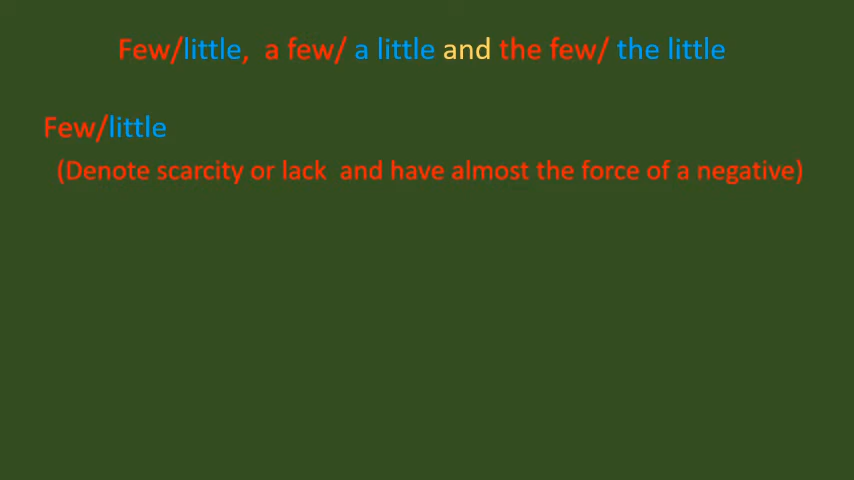 Few/little, a few/ a little and the few/ the little
Few/little
(Denote scarcity or lack and have almost the force of a negative)